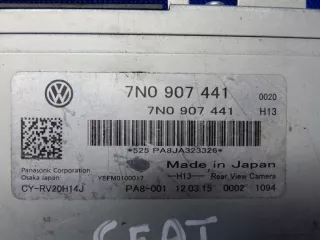 7N0 907 441 0020
7N0 907 441 H13
*525 PA8JA323326*
Made in Japan
Panasonic Corporation
Osaka Japan
YEFM0100017
H13 Rear View Camera
CY-RV20H14J PA8-001 12.03.15 0002 1094
SEAT